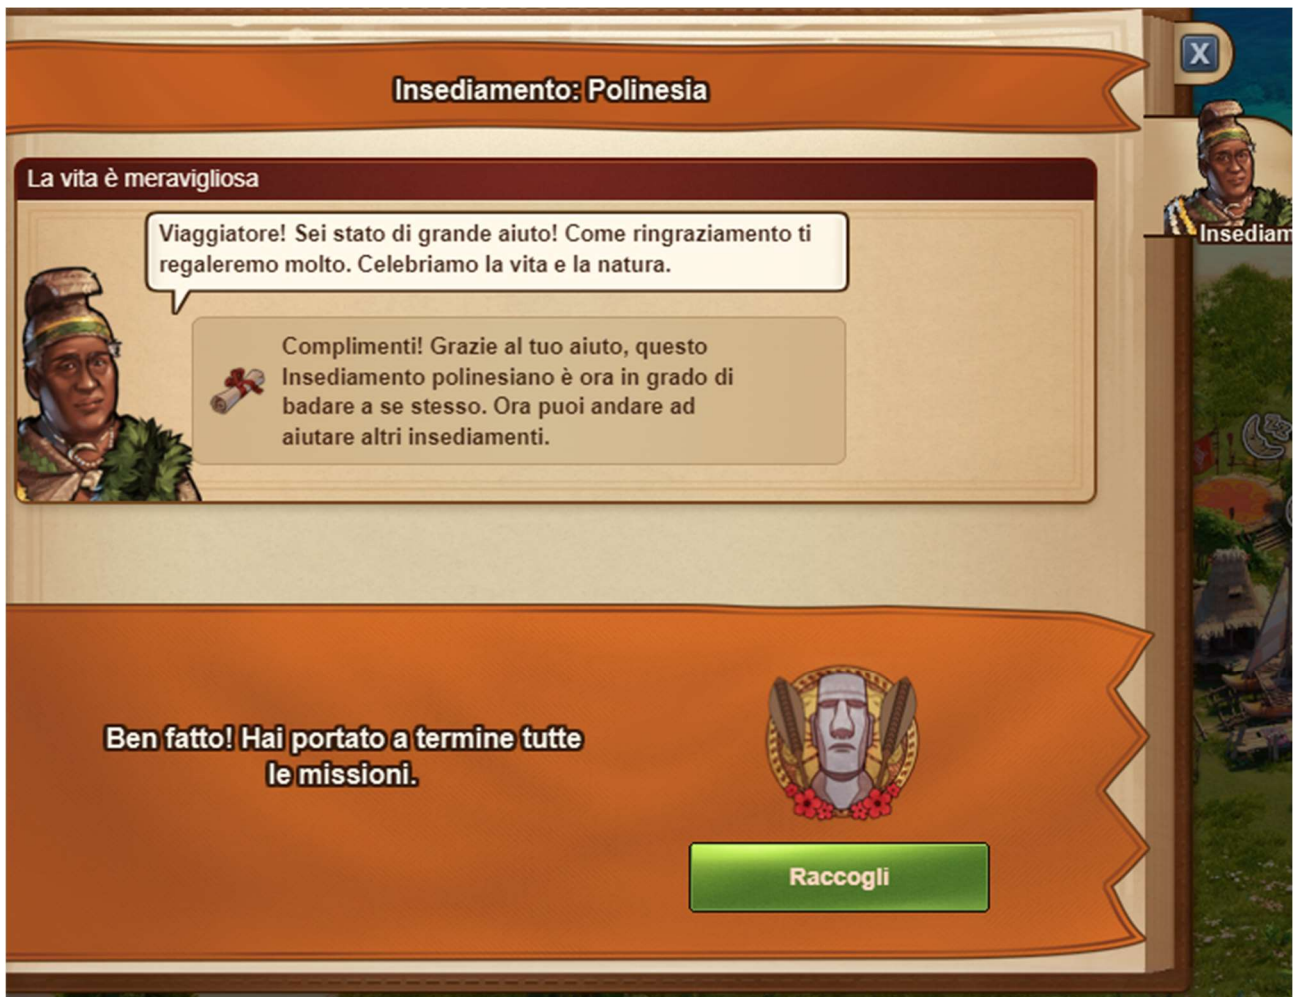 Insediamento: Polinesia
X
La vita è meravigliosa
Viaggiatore! Sei stato di grande aiuto! Come ringraziamento ti
regaleremo molto. Celebriamo la vita e la natura.
Insediam
Complimenti! Grazie al tuo aiuto, questo
Insediamento polinesiano è ora in grado di
badare a se stesso. Ora puoi andare ad
aiutare altri insediamenti.
Ben fatto! Hai portato a termine tutte
le missioni.
Raccogli